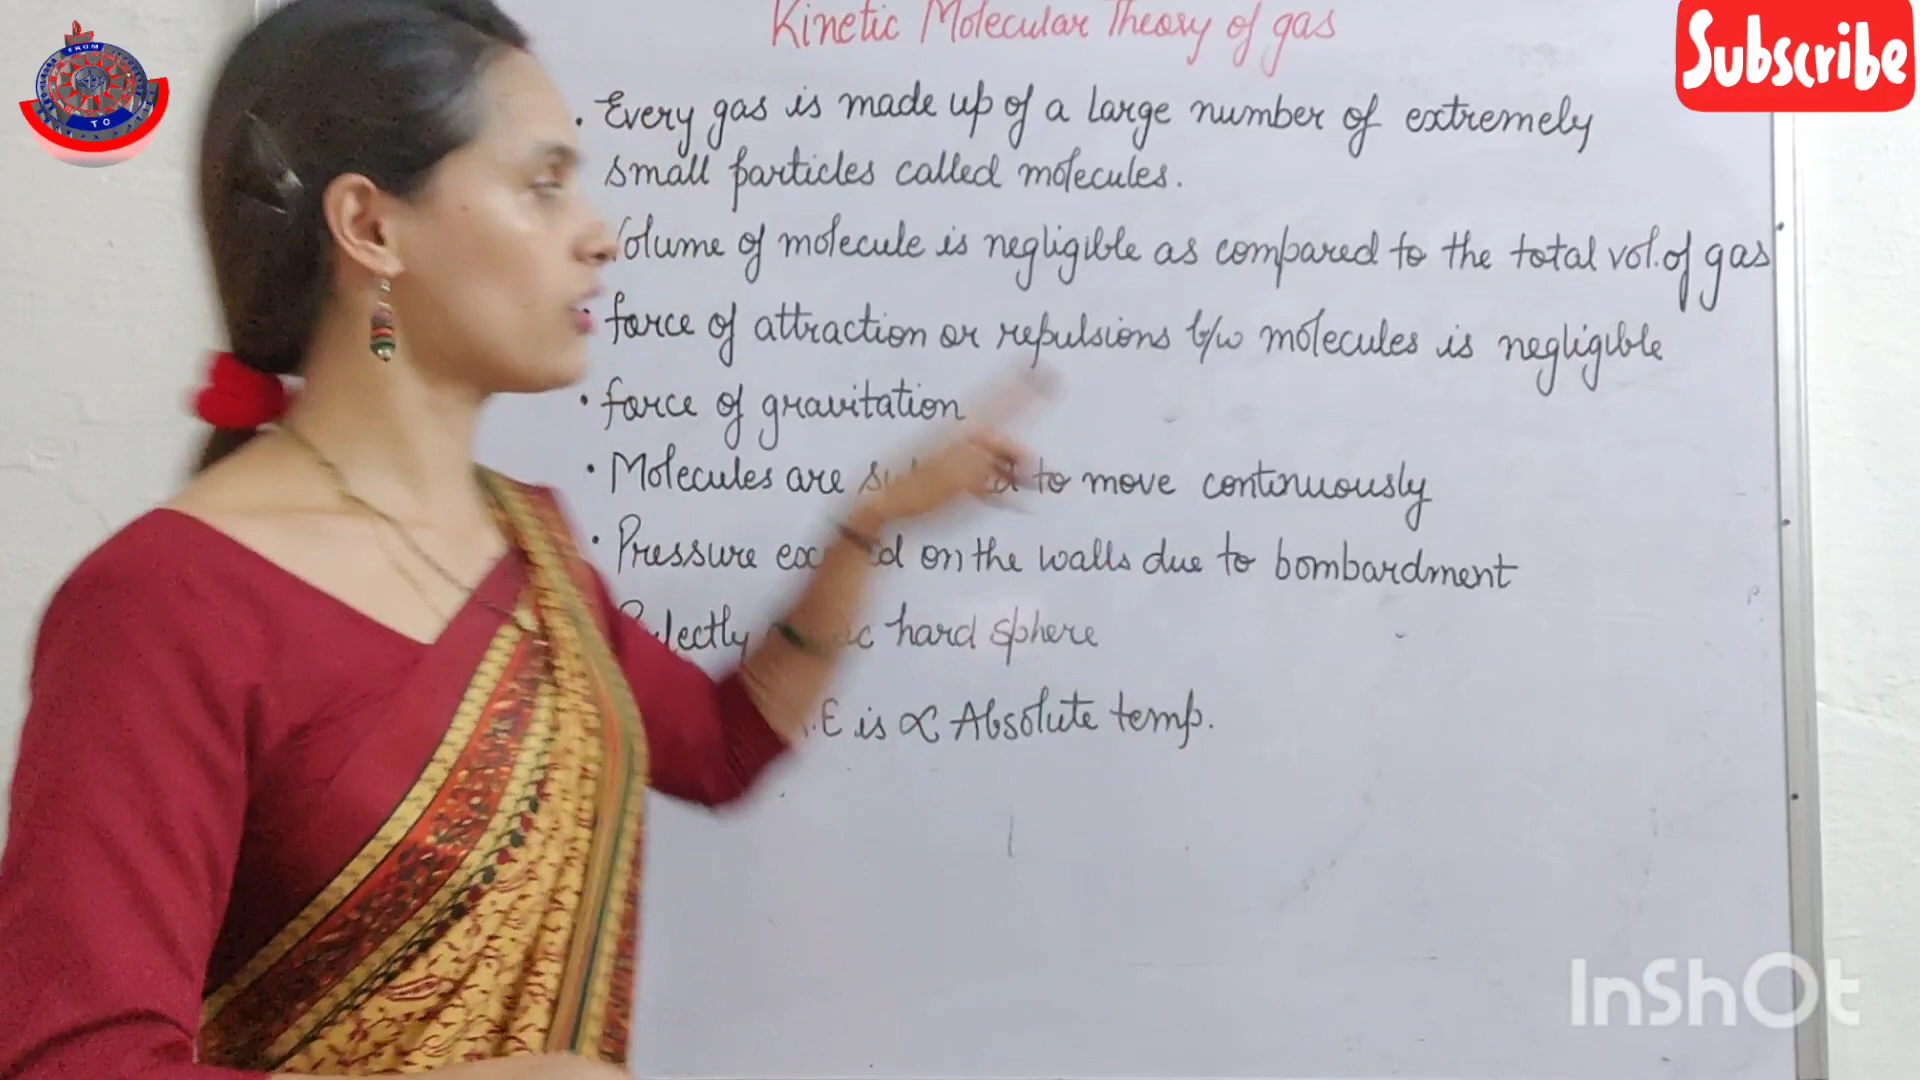 FROM
TO
Subscribe
Kinetic Molecular Theory of gas
. Every gas is made up of a large number of extremely
small particles called molecules.
Volume of molecule is negligible as compared to the total vol. of gas
force of attraction or repulsions b/w molecules is negligible
• force of gravitation
• Molecules are to move continuously
• Pressure on the walls due to bombardment
hard sphere
.E is ∝ Absolute temp.
InShOt